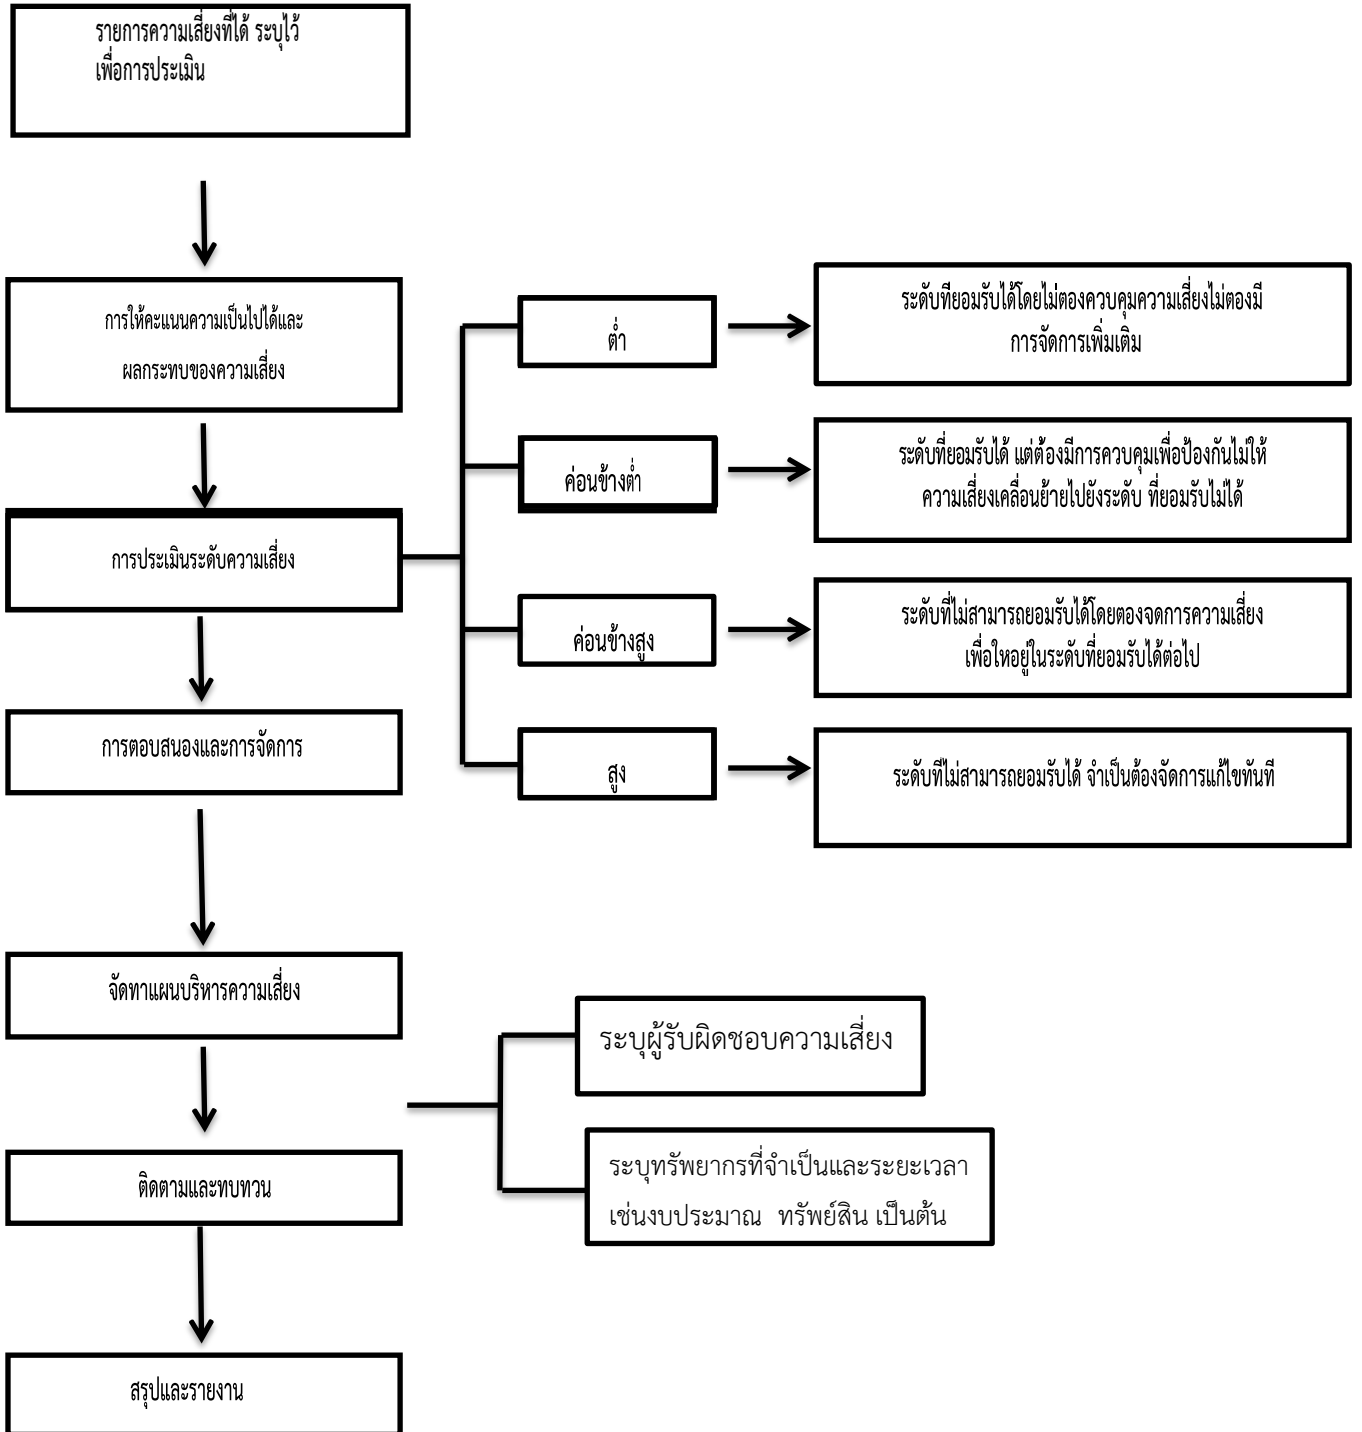 รายการความเสี่ยงที่ได้ ระบุไว้
เพื่อการประเมิน
การให้คะแนนความเป็นไปได้และ
ผลกระทบของความเสี่ยง
การประเมินระดับความเสี่ยง
การตอบสนองและการจัดการ
จัดทาแผนบริหารความเสี่ยง
ติดตามและทบทวน
สรุปและรายงาน
ต่ำ
ระดับทียอมรับได้โดยไม่ตองควบคุมความเสี่ยงไม่ตองมี
การจัดการเพิ่มเติม
ค่อนข้างต่ำ
ระดับที่ยอมรับได้ แต่ต้องมีการควบคุมเพื่อป้องกันไม่ให้
ความเสี่ยงเคลื่อนย้ายไปยังระดับ ที่ยอมรับไม่ได้
ค่อนข้างสูง
ระดับที่ไม่สามารถยอมรับได้โดยตองจดการความเสี่ยง
เพื่อใหอยู่ในระดับที่ยอมรับได้ต่อไป
สูง
ระดับทีไม่สามารถยอมรับได้ จำเป็นต้องจัดการแก้ไขทันที
ระบุผู้รับผิดชอบความเสี่ยง
ระบุทรัพยากรที่จำเป็นและระยะเวลา
เช่นงบประมาณ ทรัพย์สิน เป็นต้น